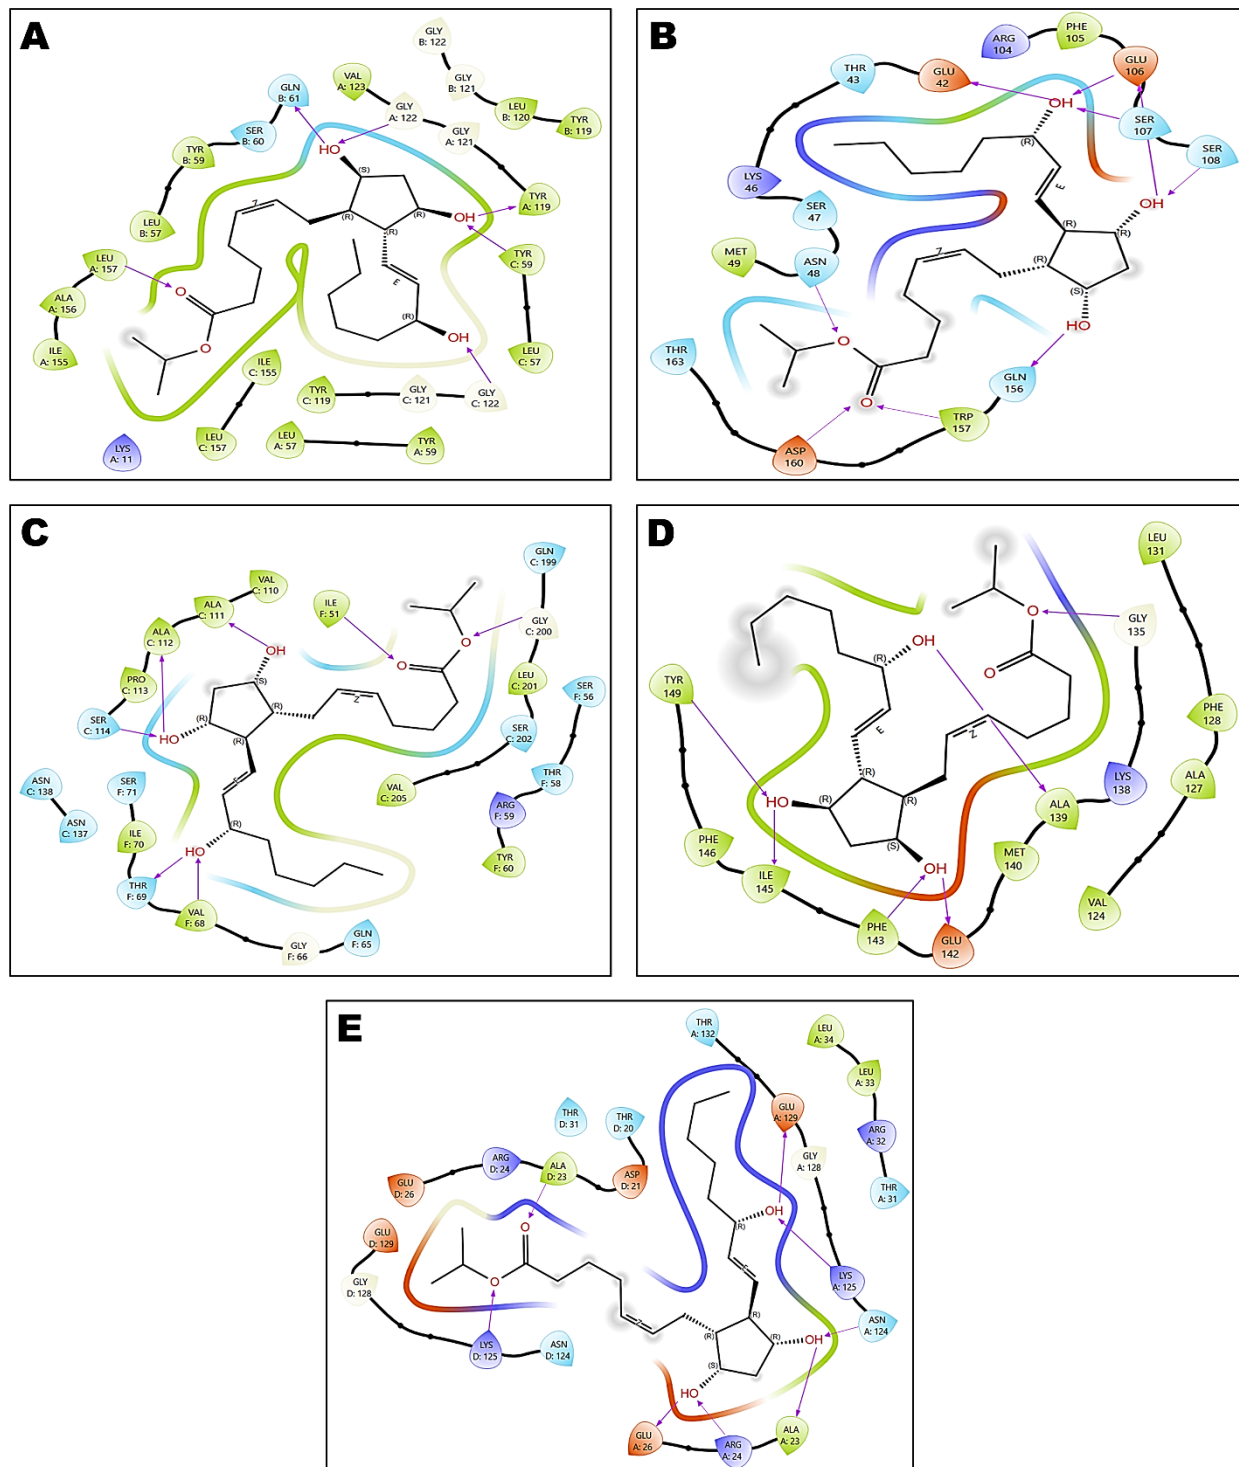 A
GLY
B: 122
GLY
B: 121
LEU
B: 120
TYR
B: 119
VAL
A: 123
GLY
A: 122
GLY
A: 121
TYR
A: 119
GLN
B: 61
SER
B: 60
TYR
B: 59
LEU
B: 57
HO
(S)
(R)
(R)
(R)
OH
Z
E
(R)
OH
O
O
LEU
A: 157
ALA
A: 156
ILE
A: 155
TYR
C: 59
LEU
C: 57
ILE
C: 155
LEU
C: 157
TYR
C: 119
GLY
C: 121
GLY
C: 122
LEU
A: 57
TYR
A: 59
LYS
A: 11
B
ARG
104
PHE
105
GLU
106
SER
107
SER
108
THR
43
GLU
42
LYS
46
SER
47
ASN
48
MET
49
OH
(R)
E
(R)
(R)
OH
(R)
(S)
HO
Z
O
O
THR
163
ASP
160
TRP
157
GLN
156
C
VAL
C: 110
ALA
C: 111
ALA
C: 112
PRO
C: 113
SER
C: 114
ASN
C: 138
ASN
C: 137
SER
F: 71
ILE
F: 70
THR
F: 69
VAL
F: 68
GLY
F: 66
GLN
F: 65
ILE
F: 51
GLN
C: 199
GLY
C: 200
LEU
C: 201
SER
C: 202
VAL
C: 205
SER
F: 56
THR
F: 58
ARG
F: 59
TYR
F: 60
OH
(S)
(R)
(R)
(R)
HO
Z
E
(R)
HO
O
O
D
LEU
131
GLY
135
PHE
128
LYS
138
ALA
127
ALA
139
MET
140
VAL
124
TYR
149
PHE
146
ILE
145
PHE
143
GLU
142
(R)
OH
E
Z
(R)
(R)
HO
(R)
(S)
OH
O
O
E
THR
A: 132
GLU
A: 129
GLY
A: 128
LEU
A: 34
LEU
A: 33
ARG
A: 32
THR
A: 31
LYS
A: 125
ASN
A: 124
THR
D: 31
THR
D: 20
ARG
D: 24
ALA
D: 23
ASP
D: 21
GLU
D: 26
GLU
D: 129
GLY
D: 128
LYS
D: 125
ASN
D: 124
O
O
OH
(R)
E
Z
(R)
(R)
(R)
OH
(S)
HO
GLU
A: 26
ARG
A: 24
ALA
A: 23